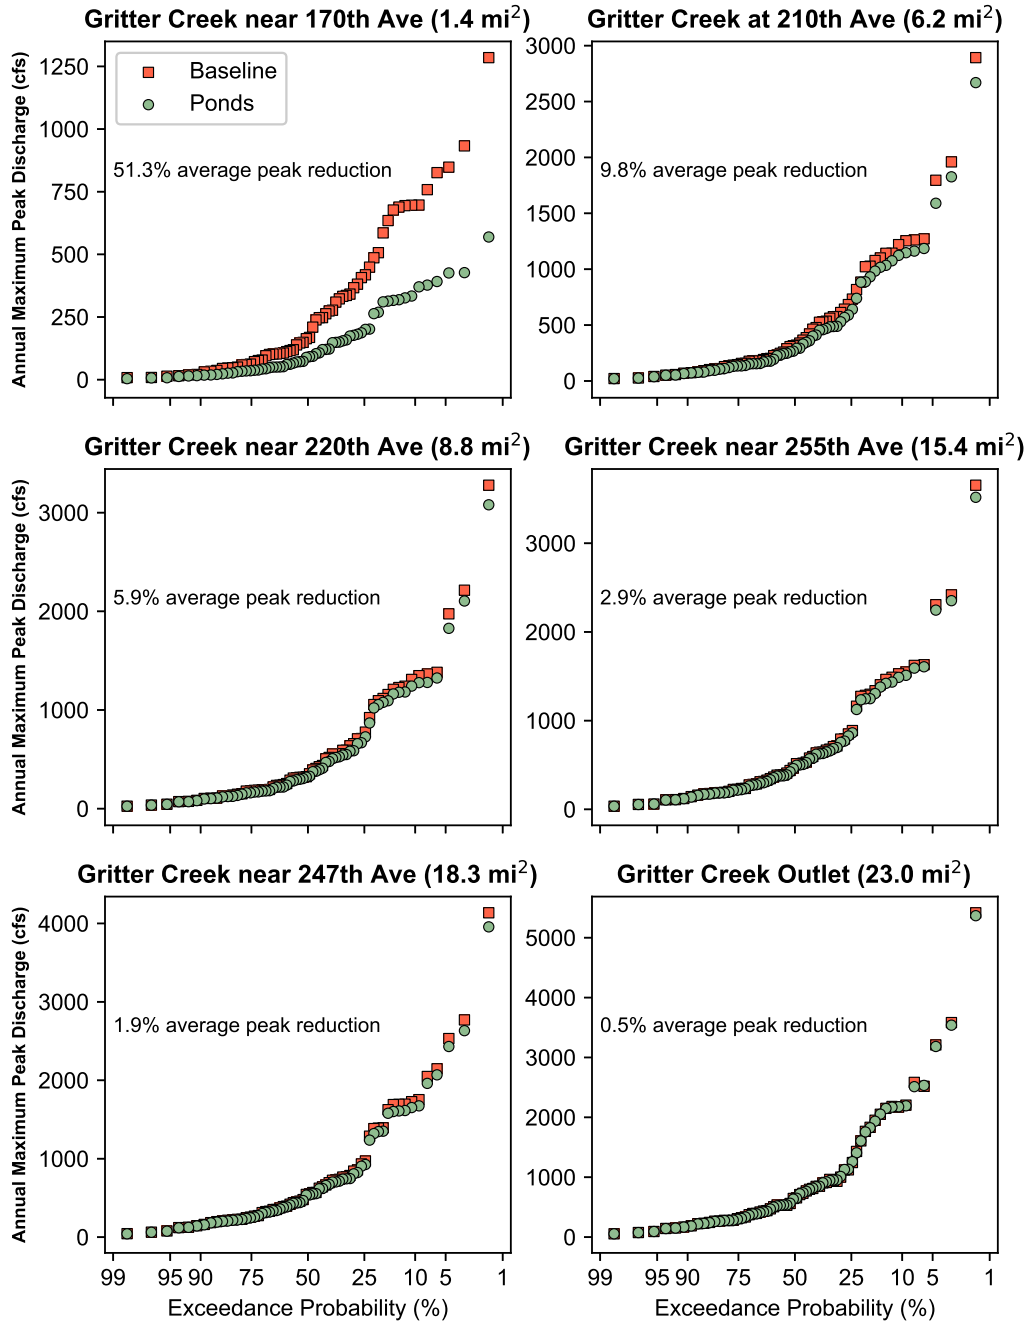 Gritter Creek near 170th Ave (1.4 mi²)
Annual Maximum Peak Discharge (cfs)
1250
1000
750
500
250
0
Baseline
Ponds
51.3% average peak reduction
Gritter Creek at 210th Ave (6.2 mi²)
3000
2500
2000
1500
1000
500
0
9.8% average peak reduction
Gritter Creek near 220th Ave (8.8 mi²)
Annual Maximum Peak Discharge (cfs)
3000
2000
1000
0
5.9% average peak reduction
Gritter Creek near 255th Ave (15.4 mi²)
3000
2000
1000
0
2.9% average peak reduction
Gritter Creek near 247th Ave (18.3 mi²)
Annual Maximum Peak Discharge (cfs)
4000
3000
2000
1000
0
1.9% average peak reduction
99 95 90 75 50 25 10 5 1
Exceedance Probability (%)
Gritter Creek Outlet (23.0 mi²)
5000
4000
3000
2000
1000
0
0.5% average peak reduction
99 95 90 75 50 25 10 5 1
Exceedance Probability (%)